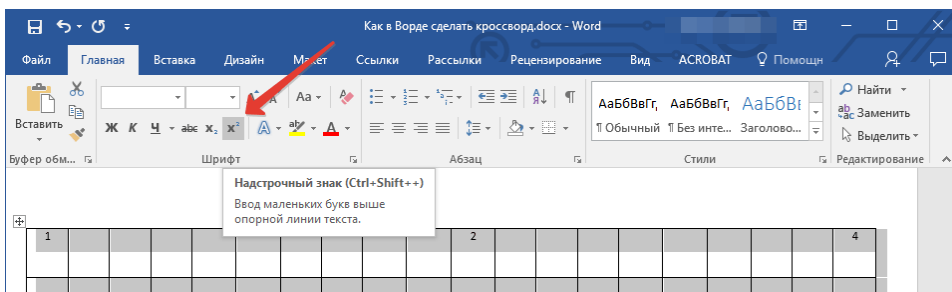 Как в Ворде сделать кроссворд.docx - Word
Файл Главная Вставка Дизайн Ссылки Рассылки Рецензирование Вид ACROBAT Помощн
Aa
Найти
Заменить
Выделить
Вставить
Ж К Ч abc x₂ x² A aby A
АаБбВвГг, АаБбВвГг, АаБбВв
¶ Обычный ¶ Без инте... Заголово...
Буфер обм... Шрифт Абзац Стили Редактирование
Надстрочный знак (Ctrl+Shift++)
Ввод маленьких букв выше
опорной линии текста.
1 2 4